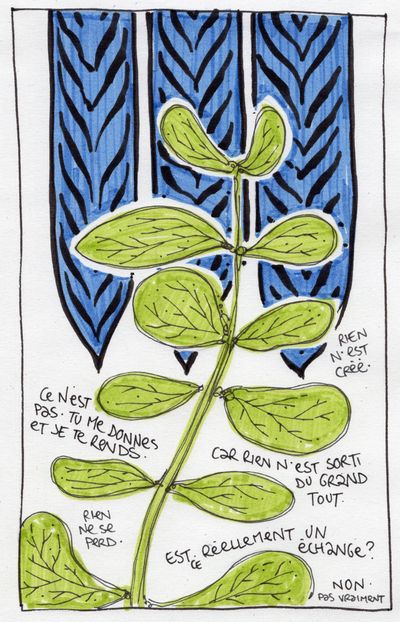 RIEN
N'EST
CRÉÉ.
CE N'EST
PAS. TU ME DONNES
ET JE TE RENDS.
CAR RIEN N'EST SORTI
DU GRAND
TOUT.
RIEN
NE SE
PERD.
EST CE RÉELLEMENT UN
ÉCHANGE?
NON.
PAS VRAIMENT